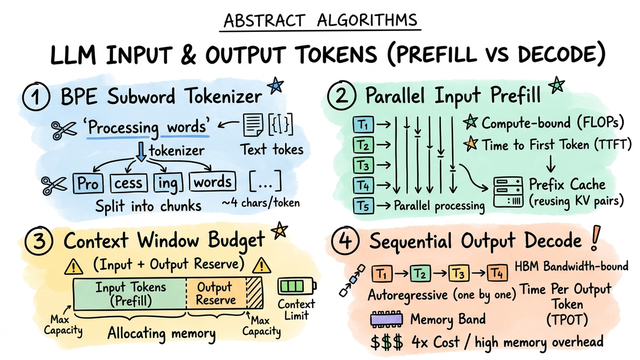 ABSTRACT ALGORITHMS
LLM INPUT & OUTPUT TOKENS (PREFILL VS DECODE)
1 BPE Subword Tokenizer
'Processing words'
tokenizer
Text tokes
Pro cess ing words [...]
Split into chunks
~4 chars/token
2 Parallel Input Prefill
T1
T2
T3
T4
T5
Compute-bound (FLOPs)
Time to First Token (TTFT)
Prefix Cache
(reusing KV pairs)
Parallel processing
3 Context Window Budget
(Input + Output Reserve)
Input Tokens
(Prefill)
Output
Reserve
Context
Limit
Max
Capacity
Allocating memory
Max
Capacity
4 Sequential Output Decode !
T1 T2 T3 T4
HBM Bandwidth-bound
Autoregressive (one by one)
Time Per Output
Token
(TPOT)
Memory Band
$$$ 4x Cost / high memory overhead